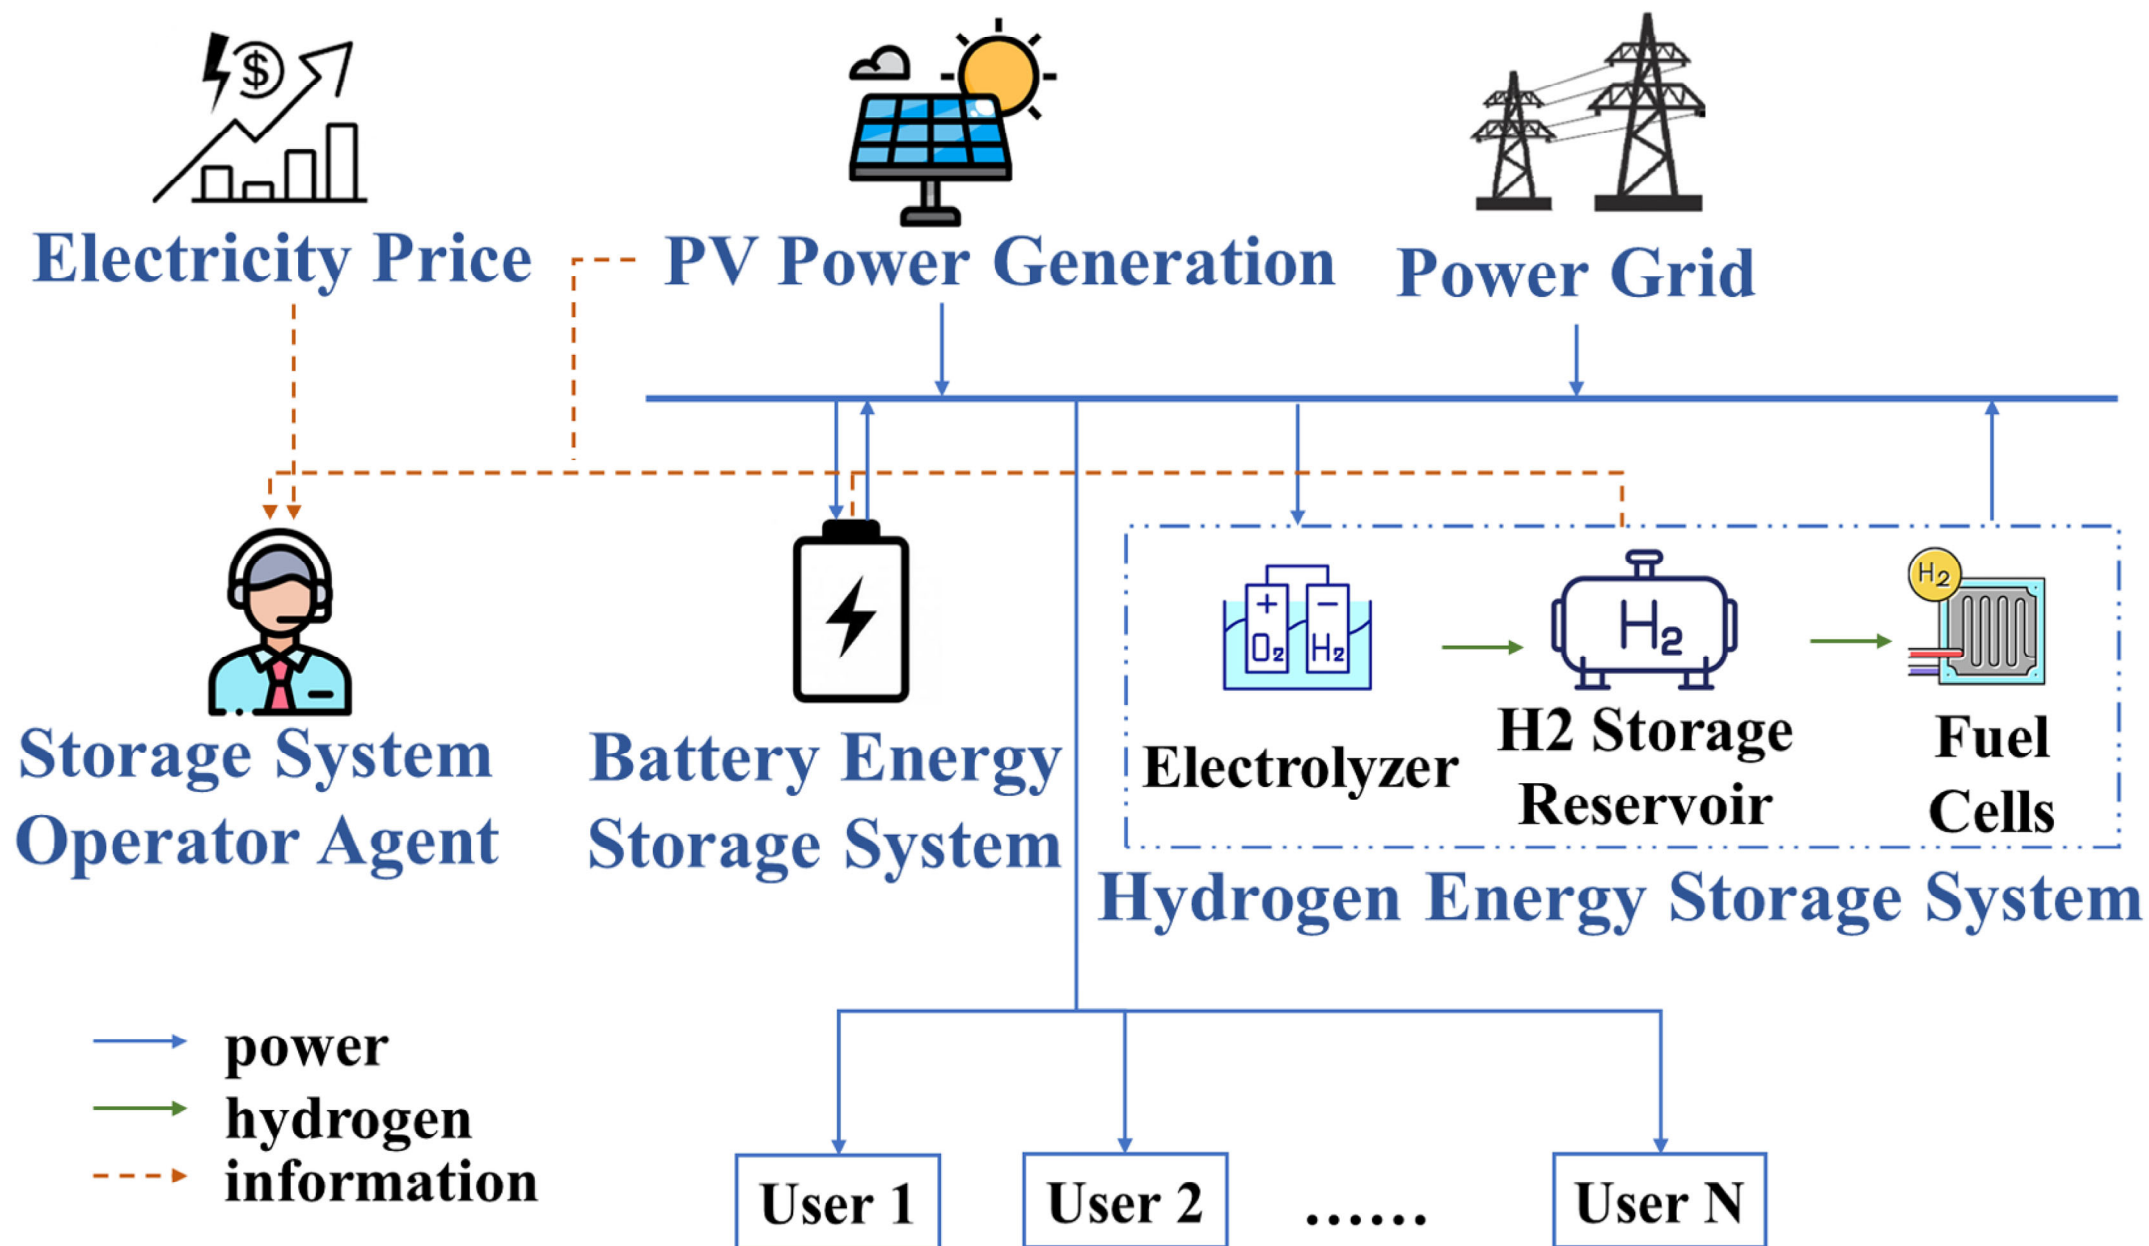 $
Electricity Price
PV Power Generation
Power Grid
+
−
O₂
H₂
H₂
H₂
Electrolyzer
H2 Storage
Reservoir
Fuel
Cells
Storage System
Operator Agent
Battery Energy
Storage System
Hydrogen Energy Storage System
power
hydrogen
information
User 1
User 2
......
User N